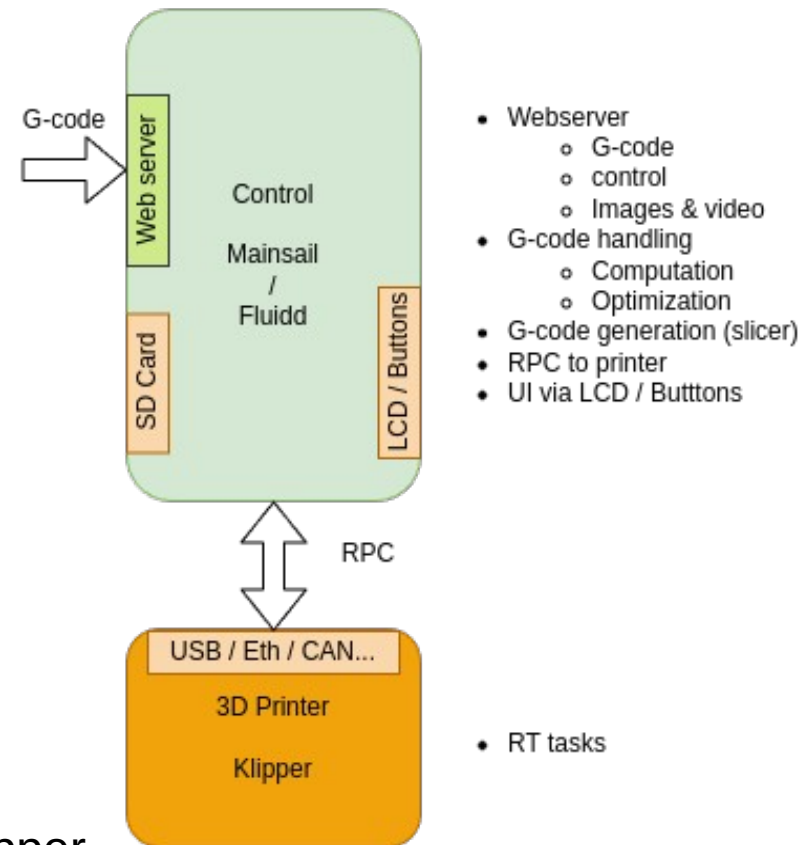 G-code
Web server
Control
Mainsail
/
Fluidd
SD Card
LCD / Buttons
• Webserver
◦ G-code
◦ control
◦ Images & video
• G-code handling
◦ Computation
◦ Optimization
• G-code generation (slicer)
• RPC to printer
• UI via LCD / Butttons
RPC
USB / Eth / CAN...
3D Printer
Klipper
• RT tasks